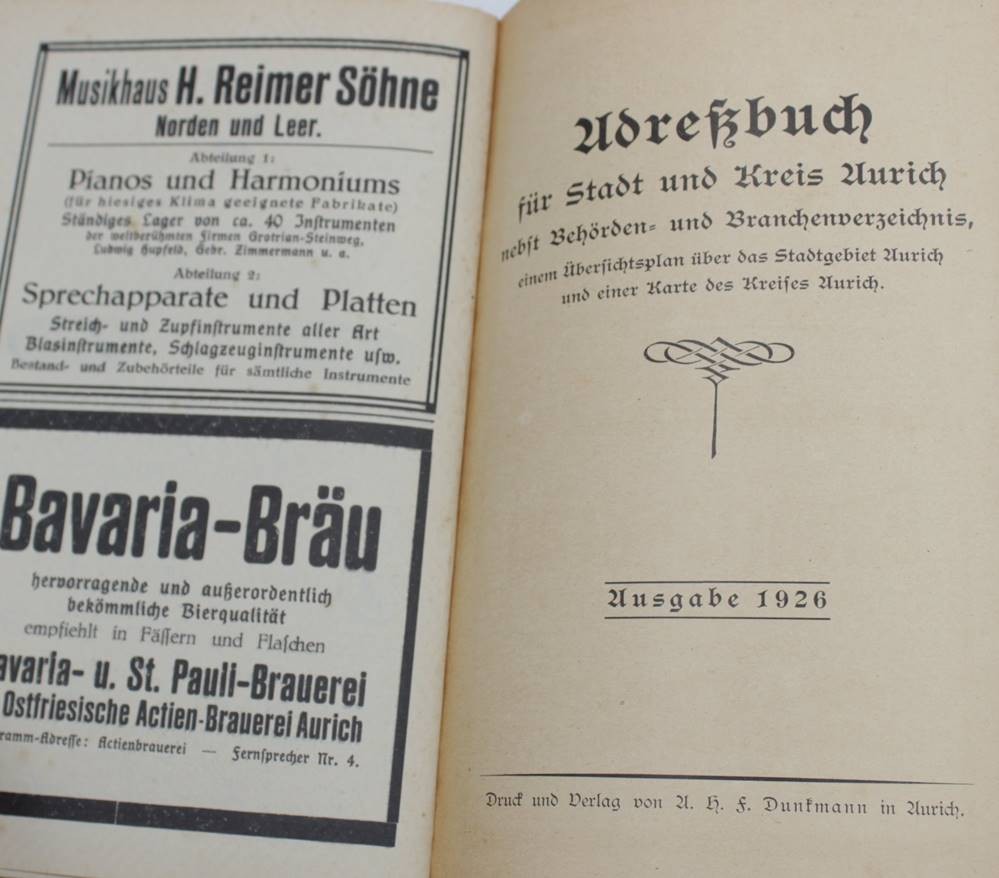 Musikhaus H. Reimer Söhne
Norden und Leer.
Abteilung 1:
Pianos und Harmoniums
(für hiesiges Klima geeignete Fabrikate)
Ständiges Lager von ca. 40 Inſtrumenten
der weltberühmten Firmen Grotrian-Steinweg,
Ludwig Hupfeld, Gebr. Zimmermann u. a.
Abteilung 2:
Sprechapparate und Platten
Streich- und Zupfinſtrumente aller Art
Blasinſtrumente, Schlagzeuginſtrumente uſw.
Bestand- und Zubehörteile für sämtliche Instrumente
Bavaria-Bräu
hervorragende und außerordentlich
bekömmliche Bierqualität
empfiehlt in Fäſſern und Flaſchen
avaria- u. St. Pauli-Brauerei
Ostfriesische Actien-Brauerei Aurich
ramm-Adreſſe: Actienbrauerei — Fernſprecher Nr. 4.
Adreßbuch
für Stadt und Kreis Aurich
nebſt Behörden- und Branchenverzeichnis,
einem Überſichtsplan über das Stadtgebiet Aurich
und einer Karte des Kreiſes Aurich.
Ausgabe 1926
Druck und Verlag von A. H. F. Dunkmann in Aurich.